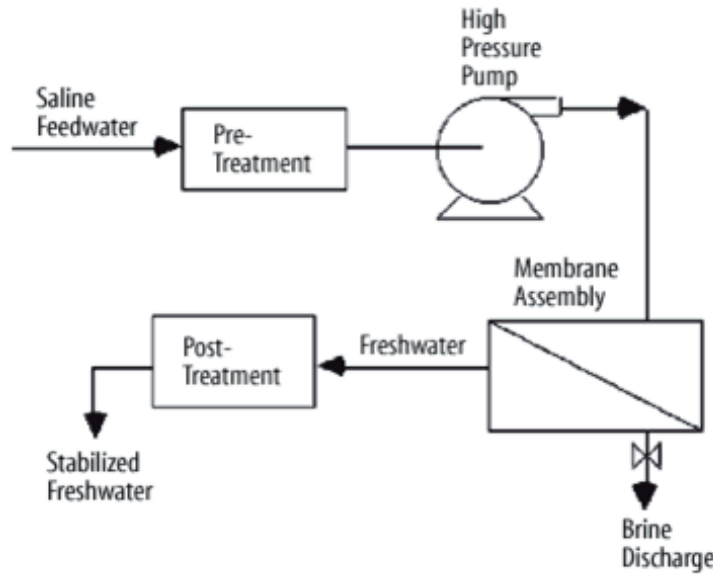 High
Pressure
Pump
Saline
Feedwater
Pre-
Treatment
Membrane
Assembly
Freshwater
Post-
Treatment
Stabilized
Freshwater
Brine
Discharge